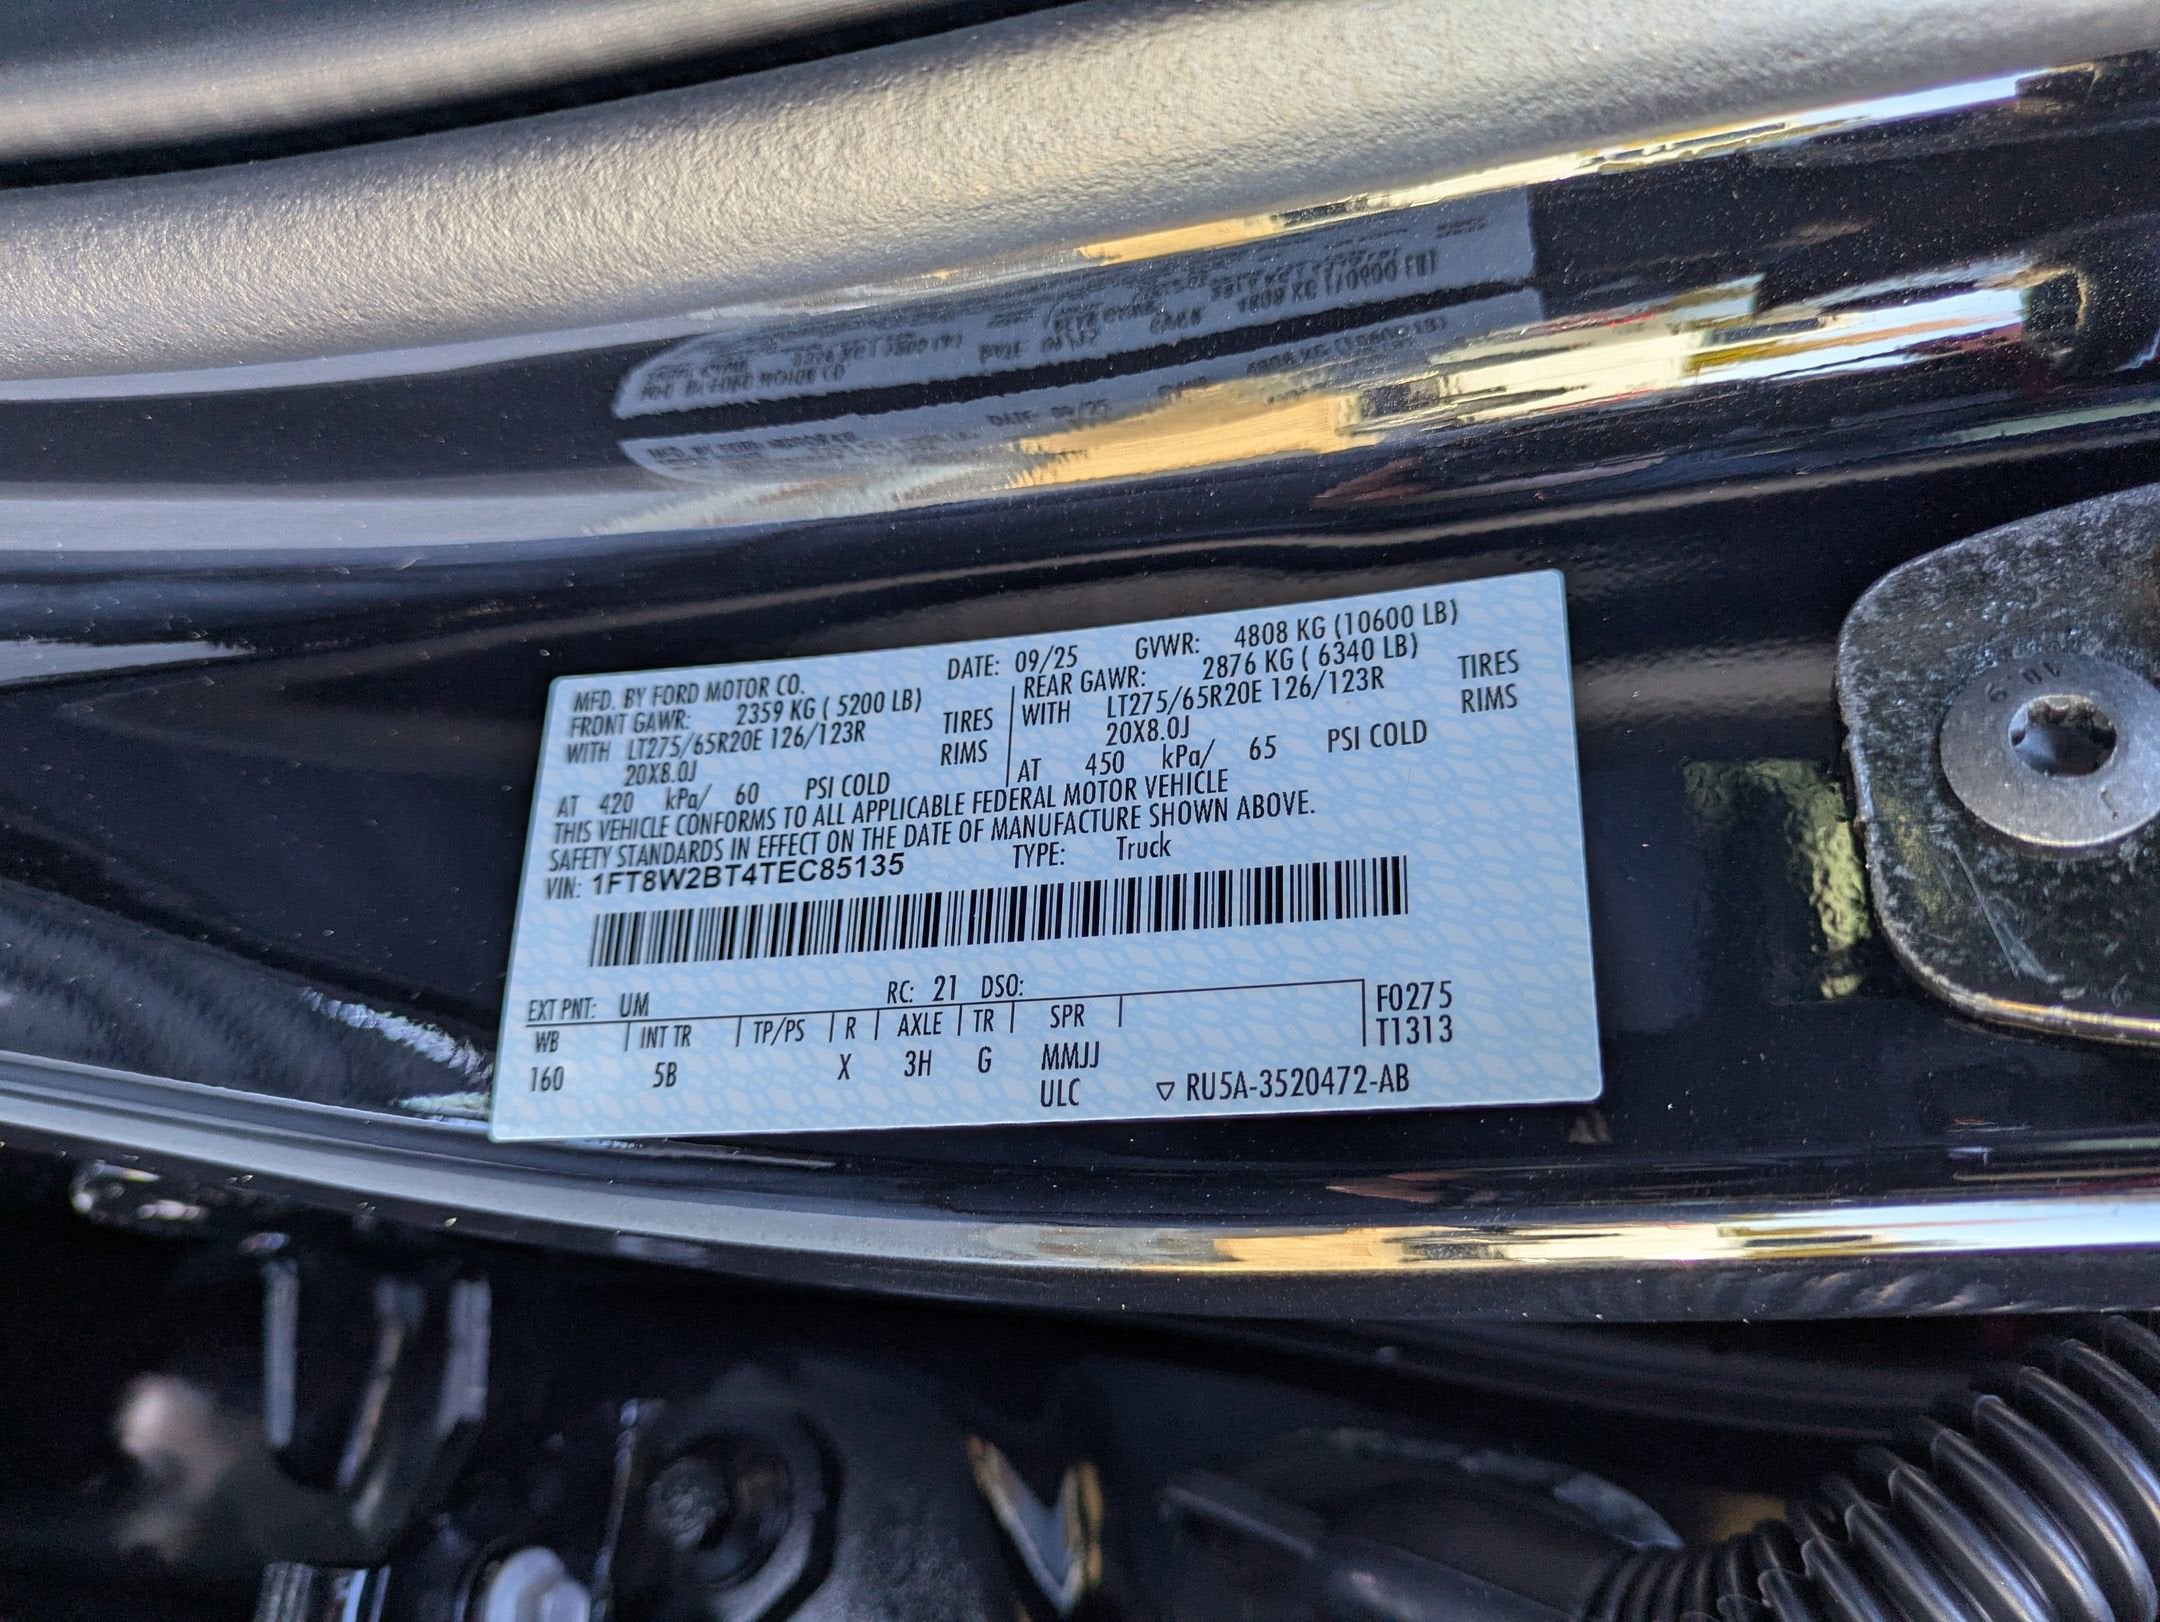 MFD. BY FORD MOTOR CO.
DATE: 09/25 GVWR: 4808 KG (10600 LB)
FRONT GAWR: 2359 KG ( 5200 LB)
WITH LT275/65R20E 126/123R TIRES
20X8.0J RIMS
AT 420 kPa/ 60 PSI COLD
REAR GAWR: 2876 KG ( 6340 LB)
WITH LT275/65R20E 126/123R TIRES
20X8.0J RIMS
AT 450 kPa/ 65 PSI COLD
THIS VEHICLE CONFORMS TO ALL APPLICABLE FEDERAL MOTOR VEHICLE
SAFETY STANDARDS IN EFFECT ON THE DATE OF MANUFACTURE SHOWN ABOVE.
VIN: 1FT8W2BT4TEC85135 TYPE: Truck
EXT PNT: UM RC: 21 DSO:
WB INT TR TP/PS R AXLE TR SPR F0275
160 5B X 3H G MMJJ T1313
ULC ▽ RU5A-3520472-AB
10 9